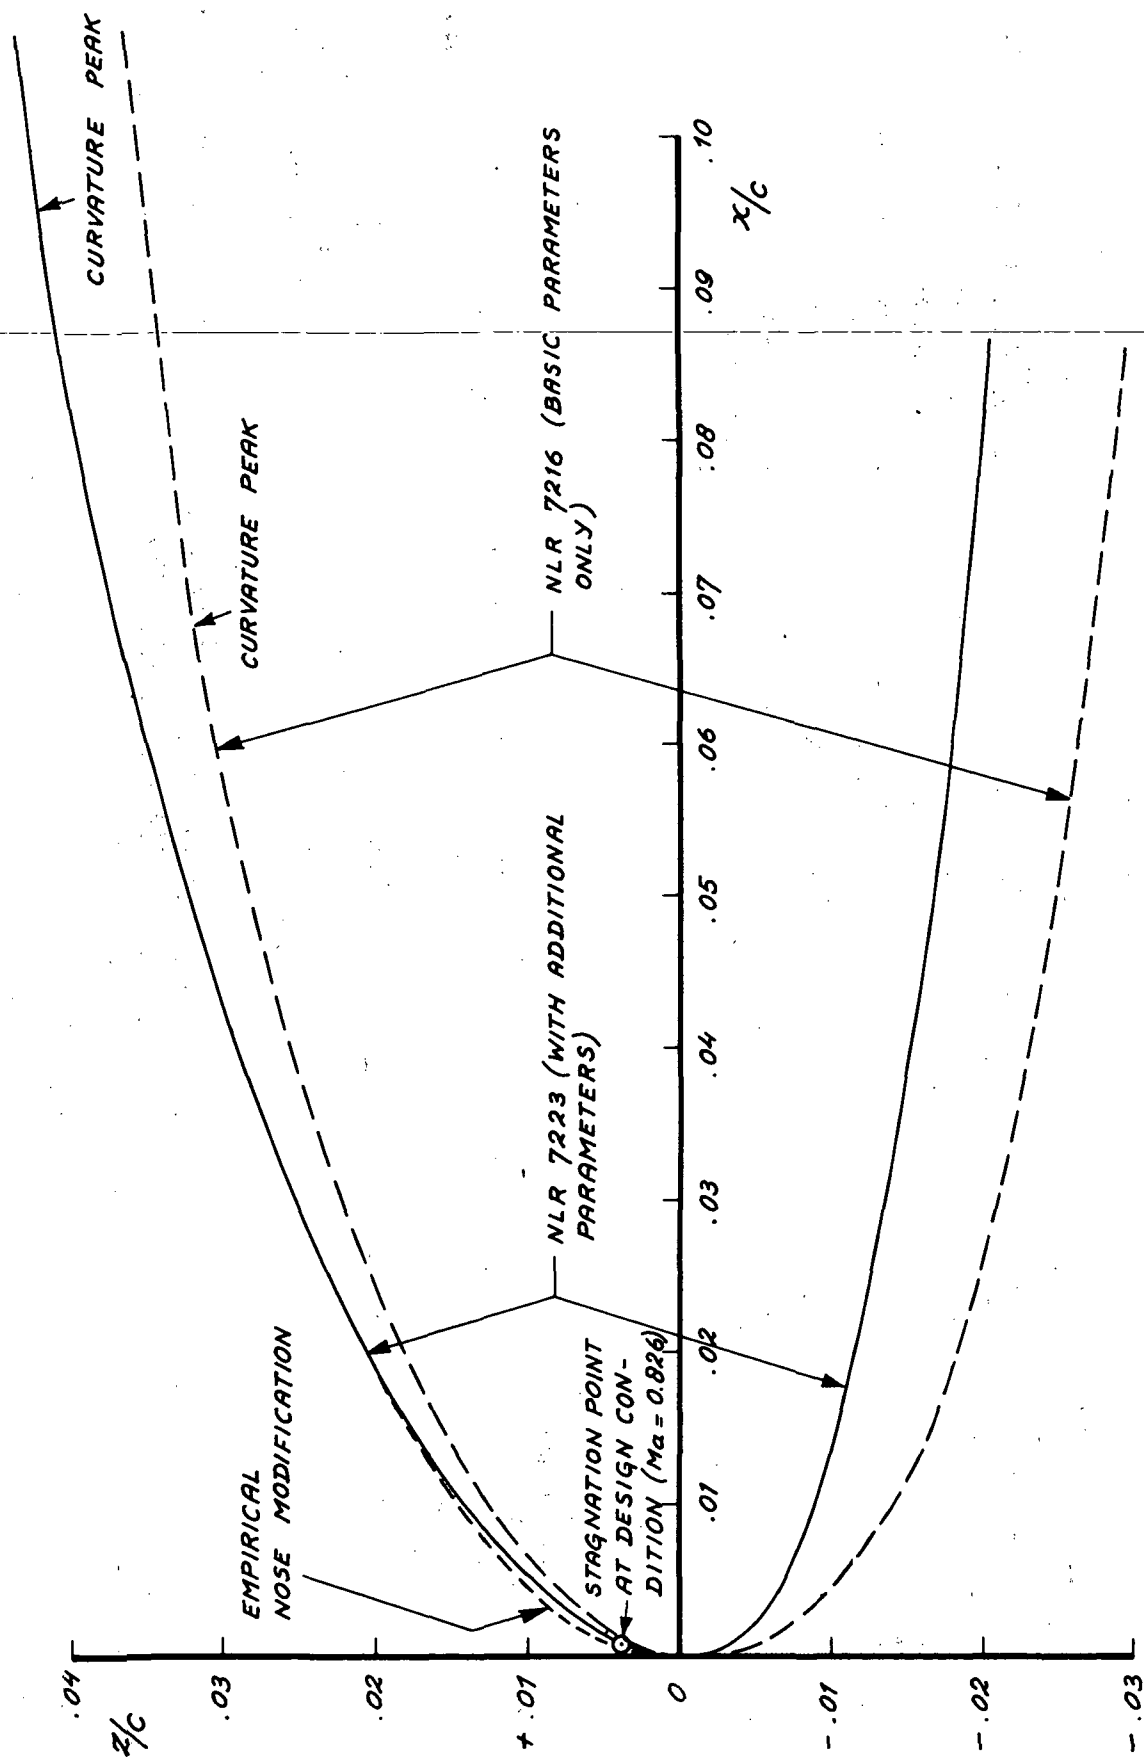 z/c
.04
.03
.02
+ .01
0
- .01
- .02
- .03
.01
.02
.03
.04
.05
.06
.07
.08
.09
.10
x/c
EMPIRICAL
NOSE MODIFICATION
CURVATURE PEAK
CURVATURE PEAK
NLR 7223 (WITH ADDITIONAL
PARAMETERS)
NLR 7216 (BASIC PARAMETERS
ONLY)
STAGNATION POINT
AT DESIGN CON-
DITION (Ma = 0.826)